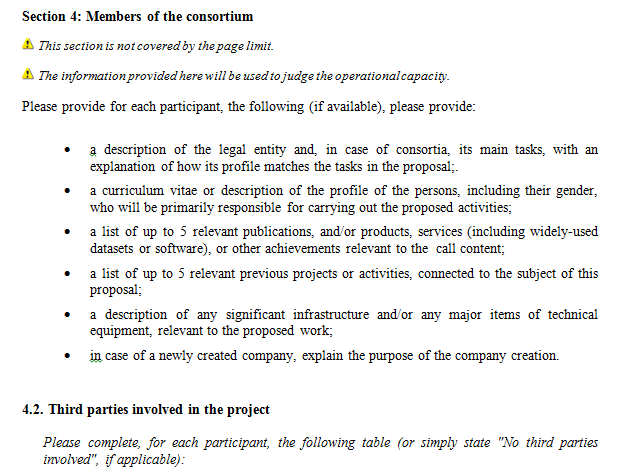 Section 4: Members of the consortium
This section is not covered by the page limit.
The information provided here will be used to judge the operational capacity.
Please provide for each participant, the following (if available), please provide:
• a description of the legal entity and, in case of consortia, its main tasks, with an
explanation of how its profile matches the tasks in the proposal;.
• a curriculum vitae or description of the profile of the persons, including their gender,
who will be primarily responsible for carrying out the proposed activities;
• a list of up to 5 relevant publications, and/or products, services (including widely-used
datasets or software), or other achievements relevant to the call content;
• a list of up to 5 relevant previous projects or activities, connected to the subject of this
proposal;
• a description of any significant infrastructure and/or any major items of technical
equipment, relevant to the proposed work;
• in case of a newly created company, explain the purpose of the company creation.
4.2. Third parties involved in the project
Please complete, for each participant, the following table (or simply state "No third parties
involved", if applicable):